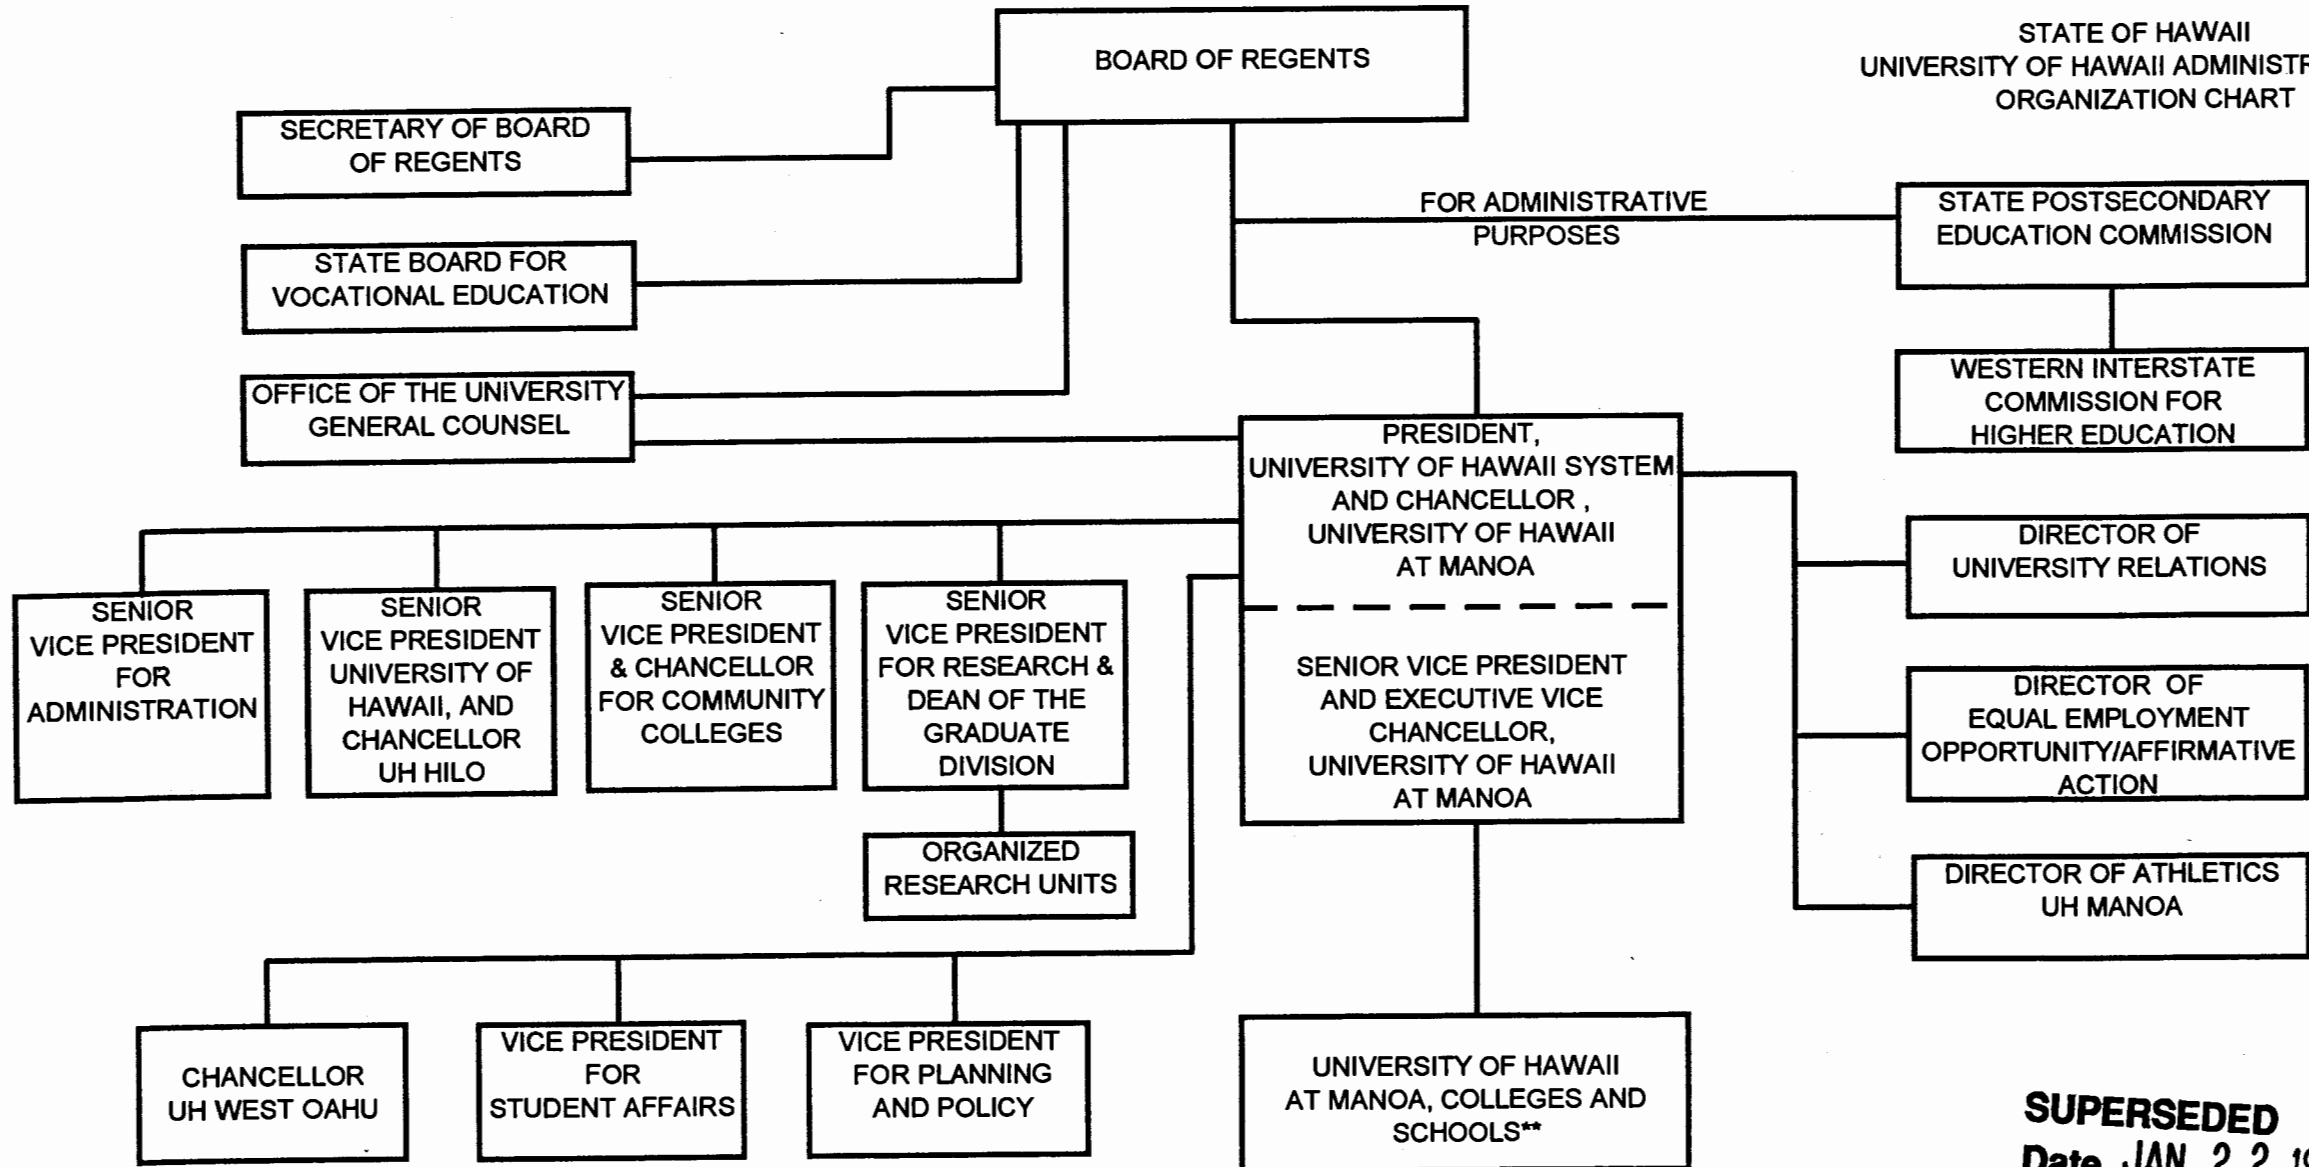 BOARD OF REGENTS
STATE OF HAWAII
UNIVERSITY OF HAWAII
ORGANIZATION CHART
SECRETARY OF BOARD
OF REGENTS
FOR ADMINISTRATIVE
PURPOSES
STATE POSTSECONDARY
EDUCATION COMMISSION
STATE BOARD FOR
VOCATIONAL EDUCATION
WESTERN INTERSTATE
COMMISSION FOR
HIGHER EDUCATION
OFFICE OF THE UNIVERSITY
GENERAL COUNSEL
PRESIDENT,
UNIVERSITY OF HAWAII SYSTEM
AND CHANCELLOR ,
UNIVERSITY OF HAWAII
AT MANOA
SENIOR VICE PRESIDENT
AND EXECUTIVE VICE
CHANCELLOR,
UNIVERSITY OF HAWAII
AT MANOA
DIRECTOR OF
UNIVERSITY RELATIONS
DIRECTOR OF
EQUAL EMPLOYMENT
OPPORTUNITY/AFFIRMATIVE
ACTION
DIRECTOR OF ATHLETICS
UH MANOA
SENIOR
VICE PRESIDENT
FOR
ADMINISTRATION
SENIOR
VICE PRESIDENT
UNIVERSITY OF
HAWAII, AND
CHANCELLOR
UH HILO
SENIOR
VICE PRESIDENT
& CHANCELLOR
FOR COMMUNITY
COLLEGES
SENIOR
VICE PRESIDENT
FOR RESEARCH &
DEAN OF THE
GRADUATE
DIVISION
ORGANIZED
RESEARCH UNITS
CHANCELLOR
UH WEST OAHU
VICE PRESIDENT
FOR
STUDENT AFFAIRS
VICE PRESIDENT
FOR PLANNING
AND POLICY
UNIVERSITY OF HAWAII
AT MANOA, COLLEGES AND
SCHOOLS**
SUPERSEDED
Date JAN 22